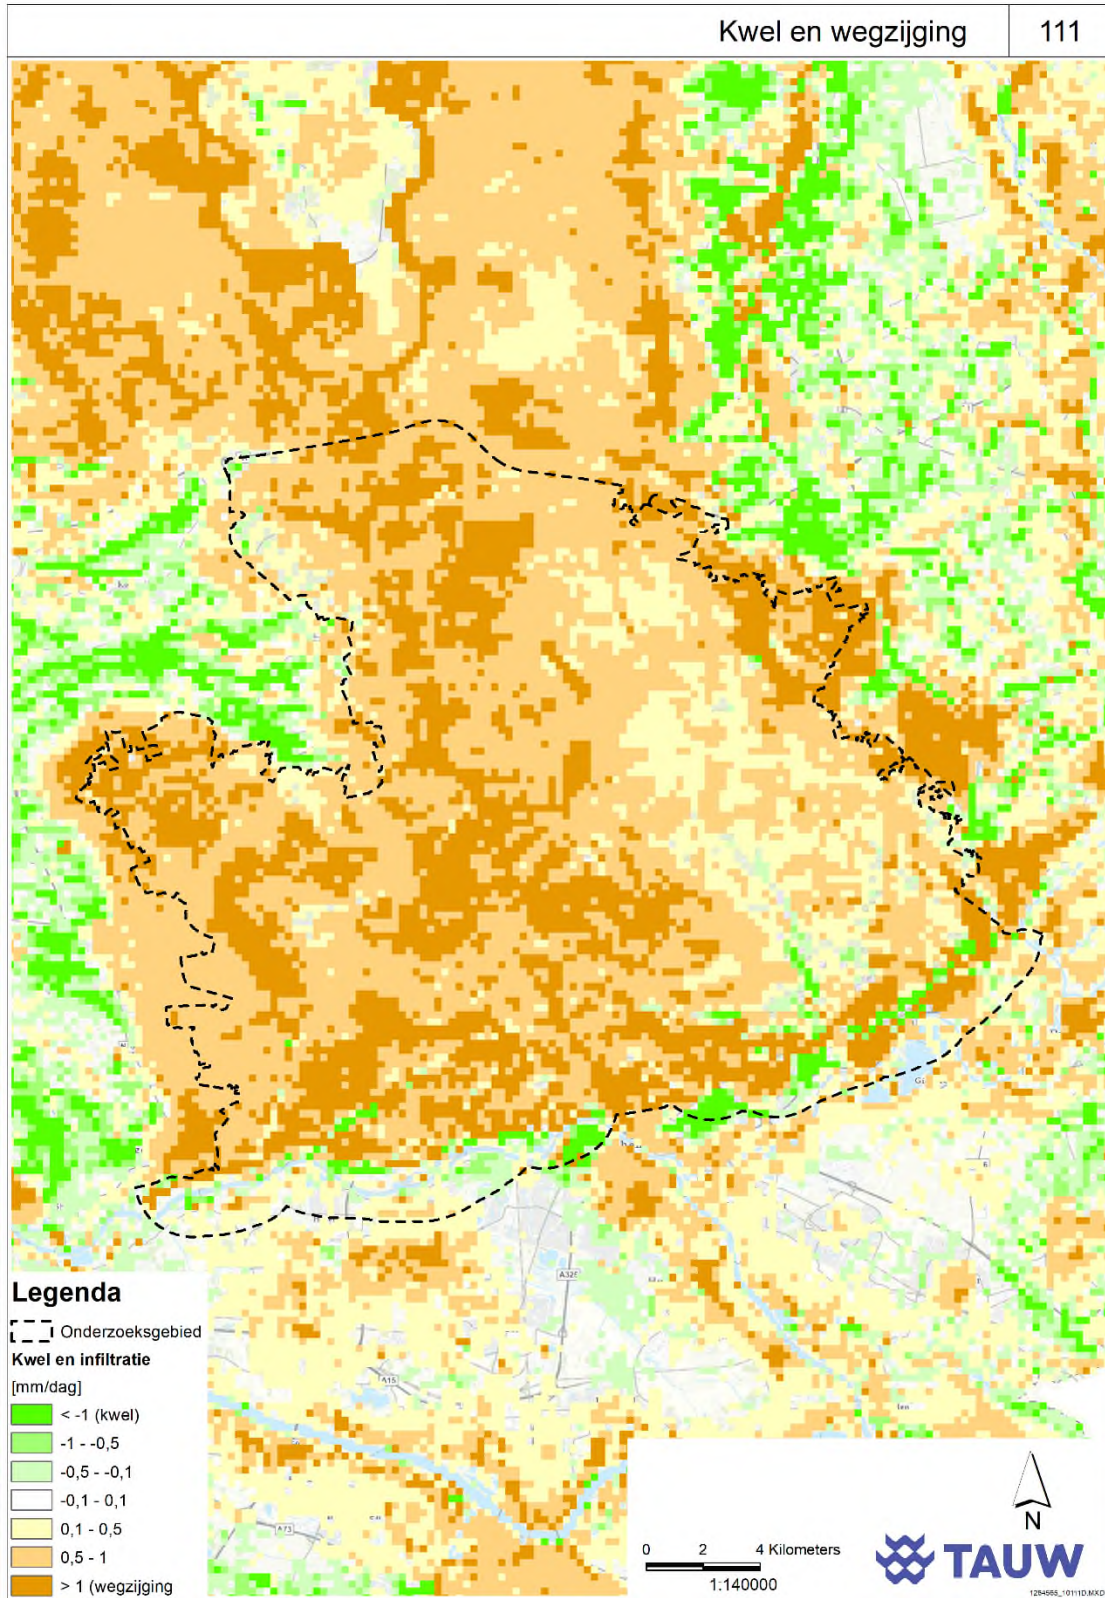 Kwel en wegzijging 111
A326
A15
A73
Legenda
Onderzoeksgebied
Kwel en infiltratie
[mm/dag]
< -1 (kwel)
-1 - -0,5
-0,5 - -0,1
-0,1 - 0,1
0,1 - 0,5
0,5 - 1
> 1 (wegzijging
N
0 2 4 Kilometers
1:140000
TAUW